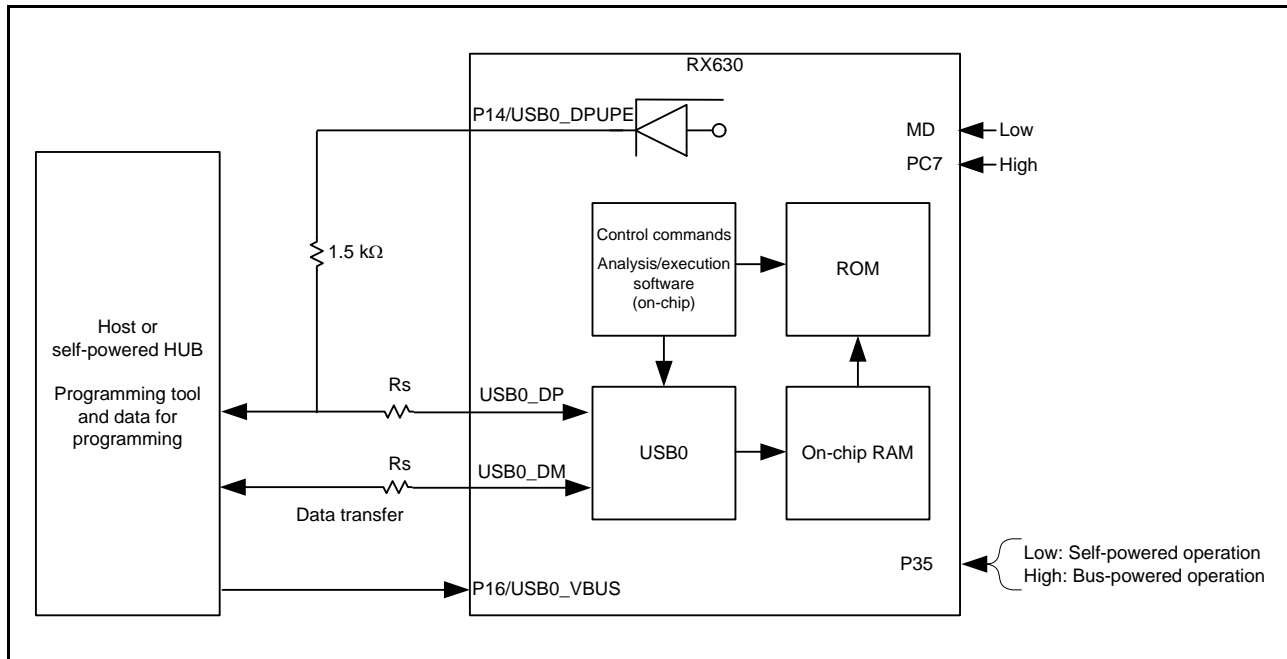 RX630
P14/USB0_DPUPE
MD
Low
PC7
High
1.5 kΩ
Control commands
Analysis/execution
software
(on-chip)
ROM
Host or
self-powered HUB
Programming tool
and data for
programming
Rs
USB0_DP
USB0
On-chip RAM
Rs
USB0_DM
Data transfer
P35
Low: Self-powered operation
High: Bus-powered operation
P16/USB0_VBUS